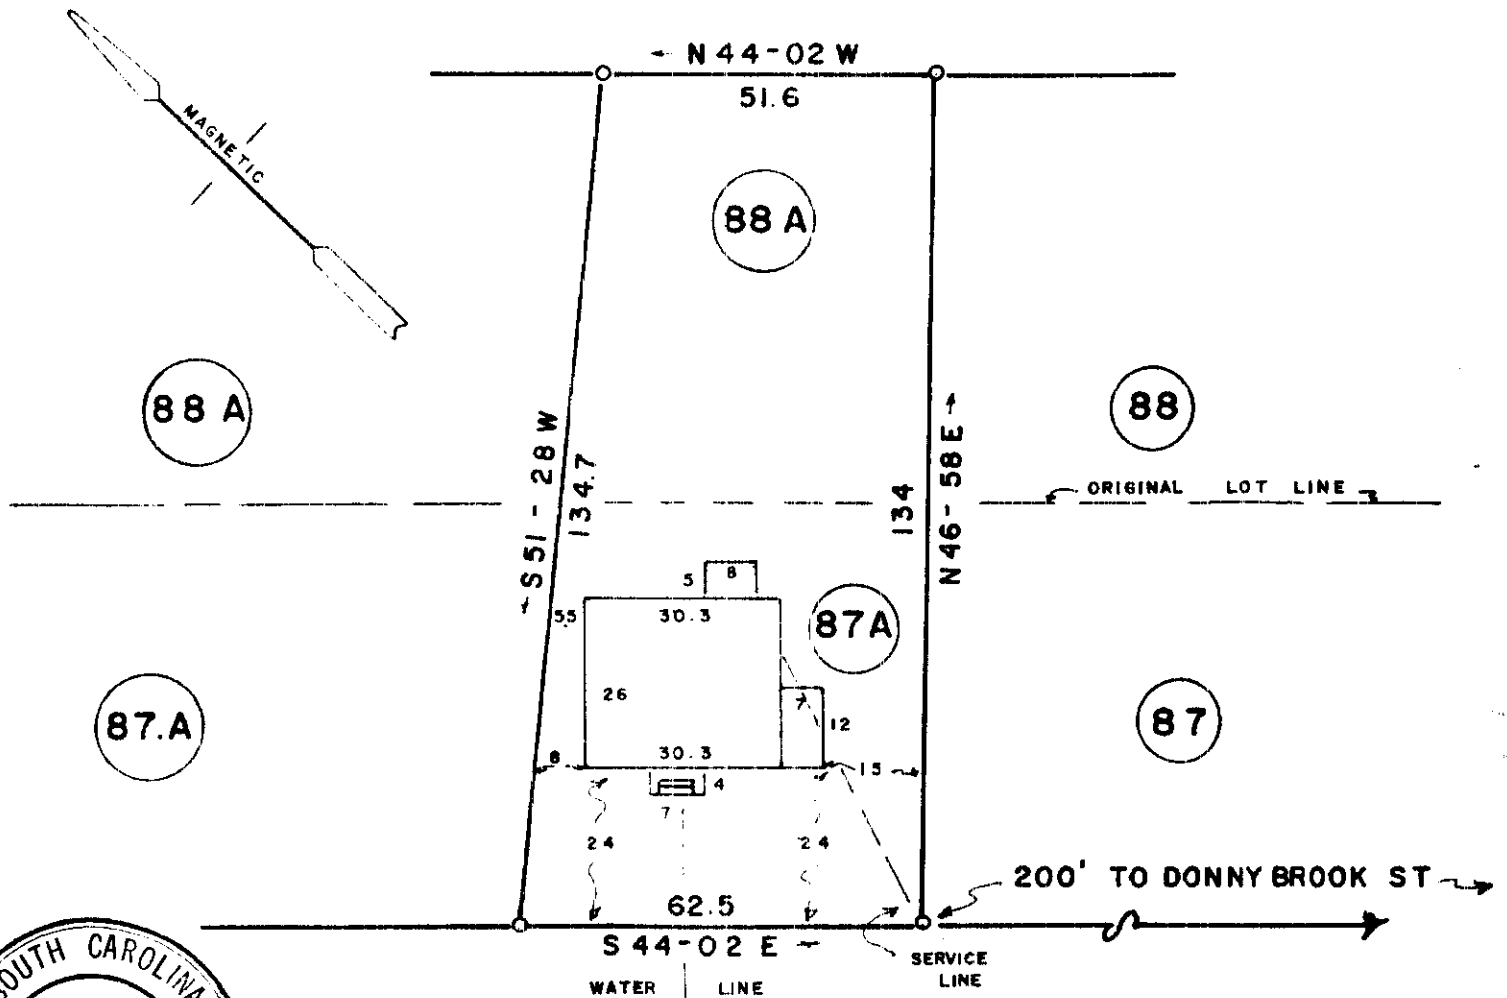 ← N 44-02 W
51.6
MAGNETIC
88 A
88 A
88
S 51 - 28 W
134.7
134
N 46 - 58 E
ORIGINAL LOT LINE
5
8
55
30.3
87A
26
7
12
87.A
87
8
30.3
15
4
7
24
24
200' TO DONNYBROOK ST
62.5
S 44-02 E
SERVICE
LINE
WATER LINE
SOUTH CAROLINA